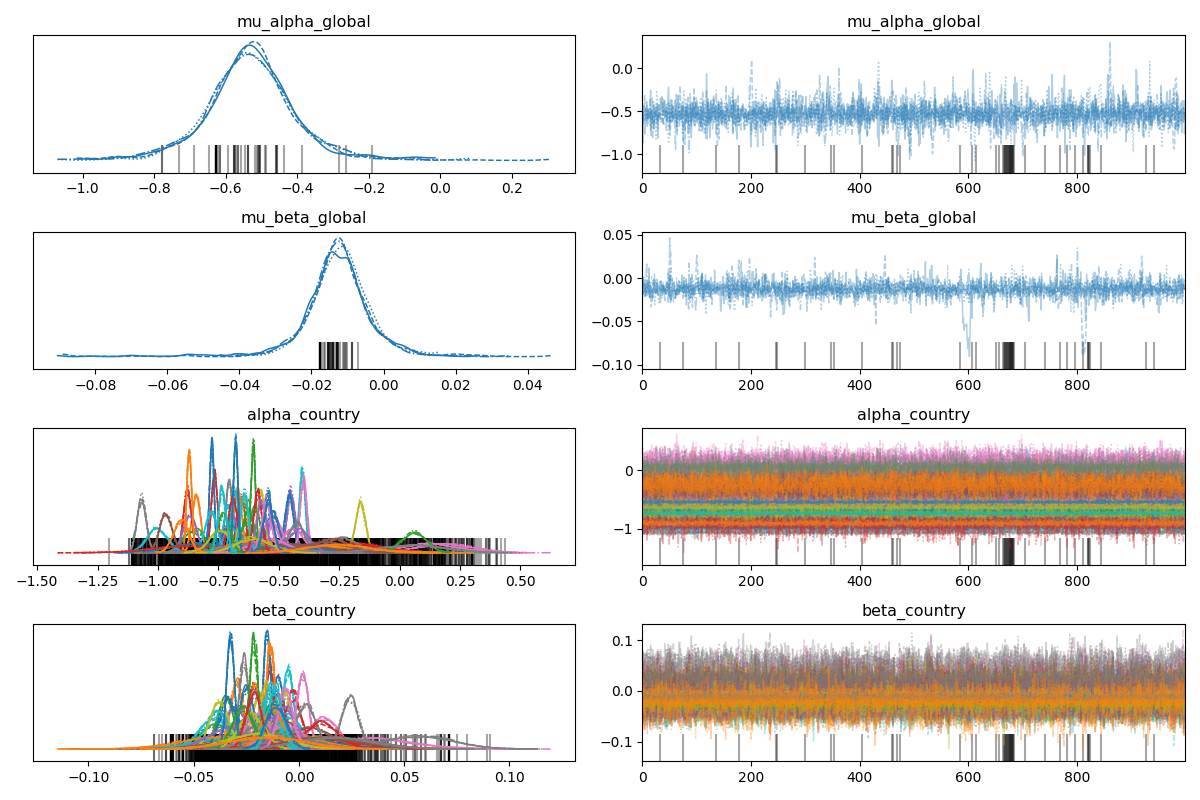 mu_alpha_global
mu_alpha_global
0.0
−0.5
−1.0
−1.0 −0.8 −0.6 −0.4 −0.2 0.0 0.2
0 200 400 600 800
mu_beta_global
mu_beta_global
0.05
0.00
−0.05
−0.10
−0.08 −0.06 −0.04 −0.02 0.00 0.02 0.04
0 200 400 600 800
alpha_country
alpha_country
0
−1
−1.50 −1.25 −1.00 −0.75 −0.50 −0.25 0.00 0.25 0.50
0 200 400 600 800
beta_country
beta_country
0.1
0.0
−0.1
−0.10 −0.05 0.00 0.05 0.10
0 200 400 600 800